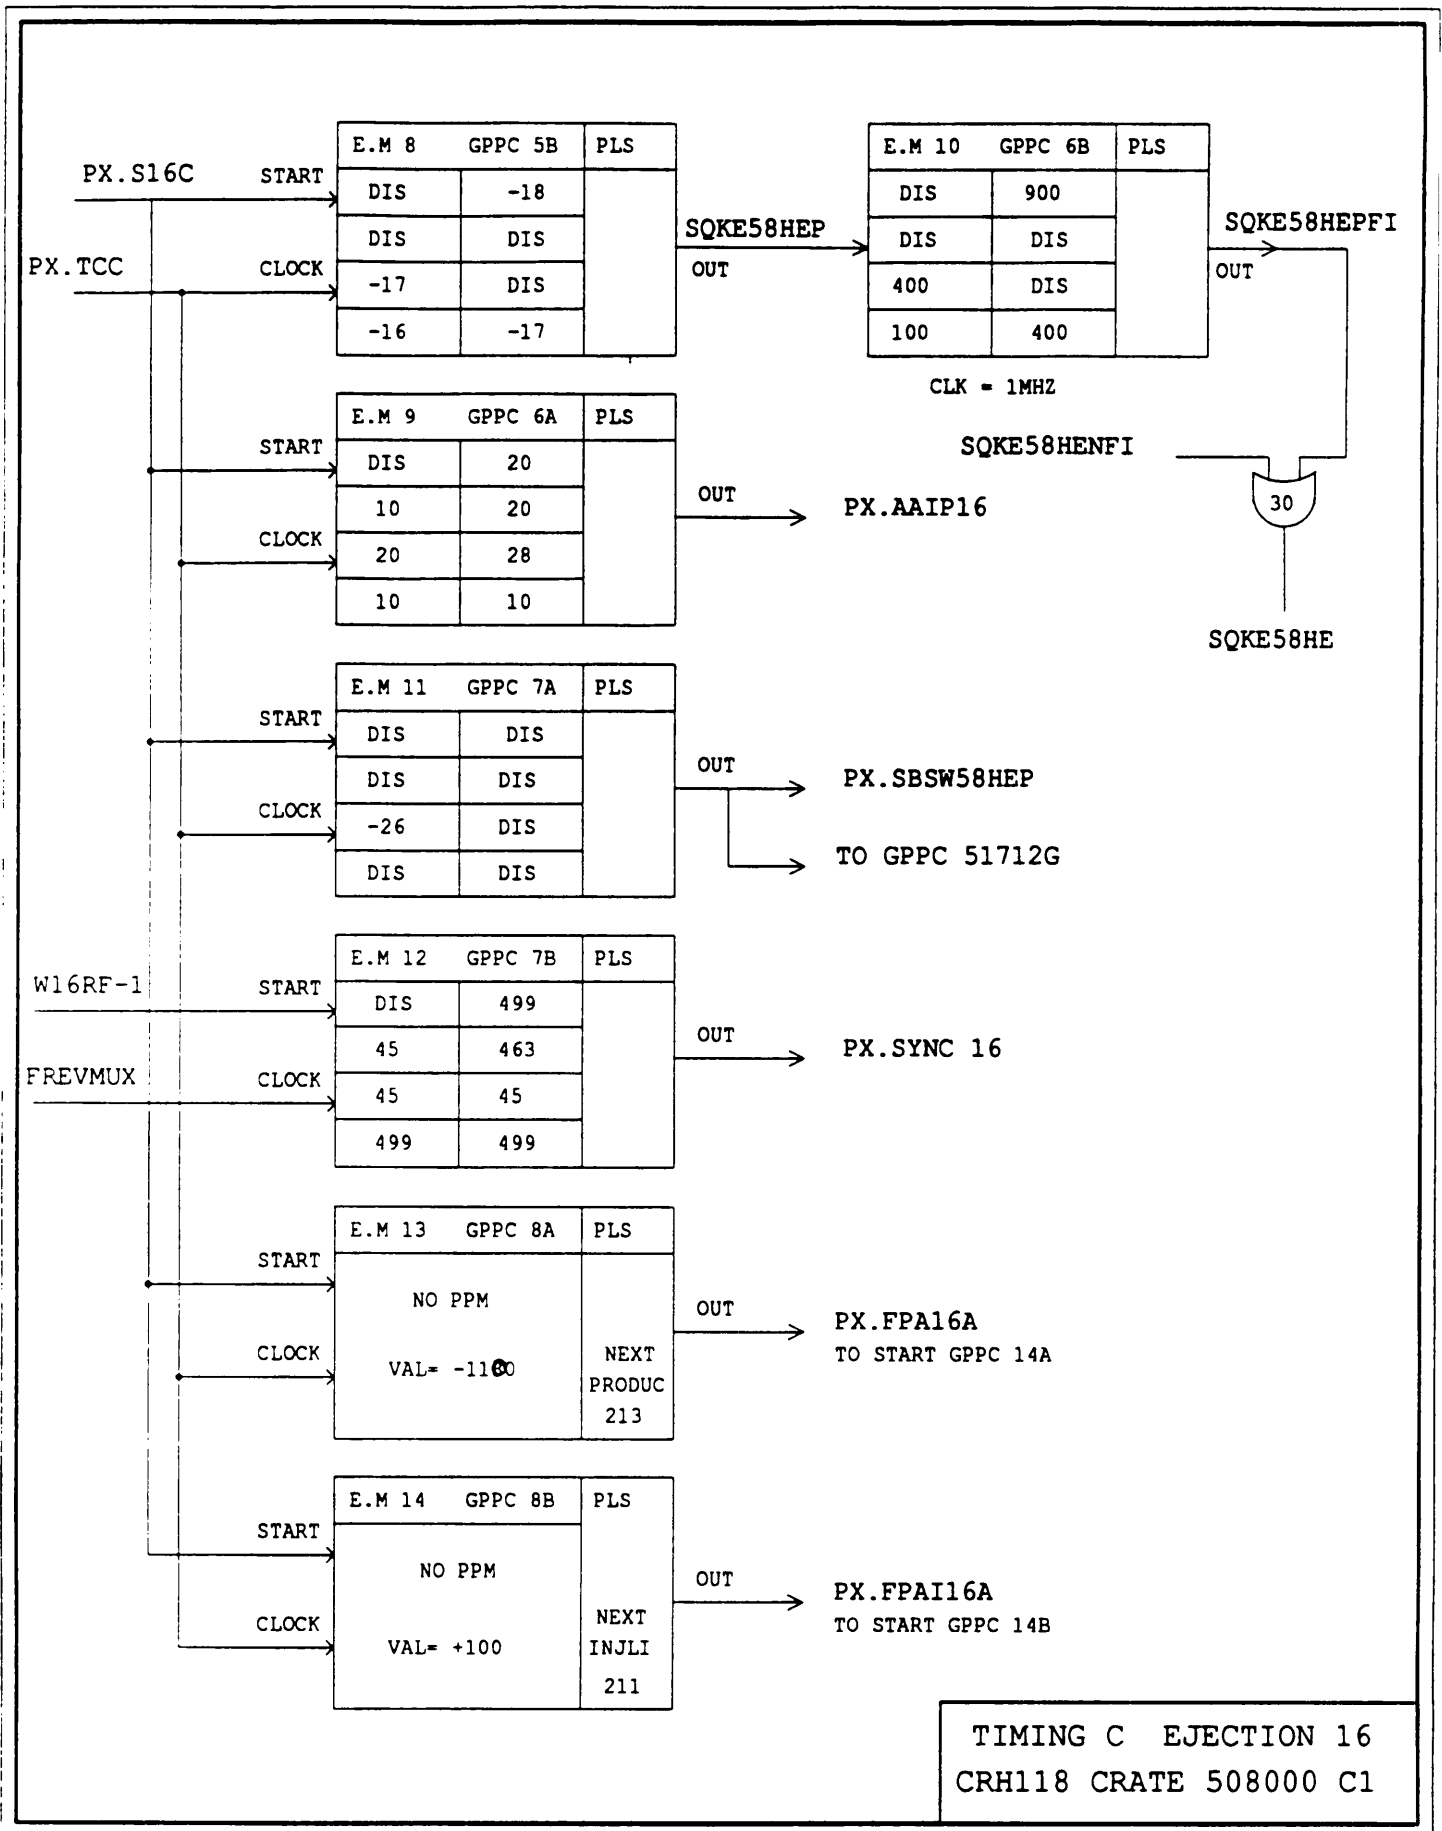 PX.S16C START
PX.TCC CLOCK
E.M 8 GPPC 5B PLS
DIS -18
DIS DIS
-17 DIS
-16 -17
SQKE58HEP
OUT
E.M 10 GPPC 6B PLS
DIS 900
DIS DIS
400 DIS
100 400
CLK = 1MHZ
SQKE58HEPFI
OUT
SQKE58HENFI
30
SQKE58HE
START
CLOCK
E.M 9 GPPC 6A PLS
DIS 20
10 20
20 28
10 10
OUT PX.AAIP16
START
CLOCK
E.M 11 GPPC 7A PLS
DIS DIS
DIS DIS
-26 DIS
DIS DIS
OUT PX.SBSW58HEP
TO GPPC 51712G
W16RF-1 START
FREVMUX CLOCK
E.M 12 GPPC 7B PLS
DIS 499
45 463
45 45
499 499
OUT PX.SYNC 16
START
CLOCK
E.M 13 GPPC 8A PLS
NO PPM
VAL=
NEXT
PRODUC
213
OUT PX.FPA16A
TO START GPPC 14A
START
CLOCK
E.M 14 GPPC 8B PLS
NO PPM
VAL= +100
NEXT
INJLI
211
OUT PX.FPAI16A
TO START GPPC 14B
TIMING C EJECTION 16
CRH118 CRATE 508000 C1